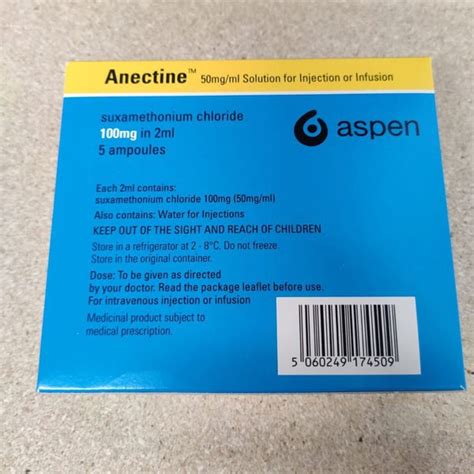 Anectine™ 50mg/ml Solution for Injection or Infusion
suxamethonium chloride
100mg in 2ml
5 ampoules
aspen
Each 2ml contains:
suxamethonium chloride 100mg (50mg/ml)
Also contains: Water for Injections
KEEP OUT OF THE SIGHT AND REACH OF CHILDREN
Store in a refrigerator at 2 - 8°C. Do not freeze.
Store in the original container.
Dose: To be given as directed
by your doctor. Read the package leaflet before use.
For intravenous injection or infusion
Medicinal product subject to
medical prescription.
5 060249 174509